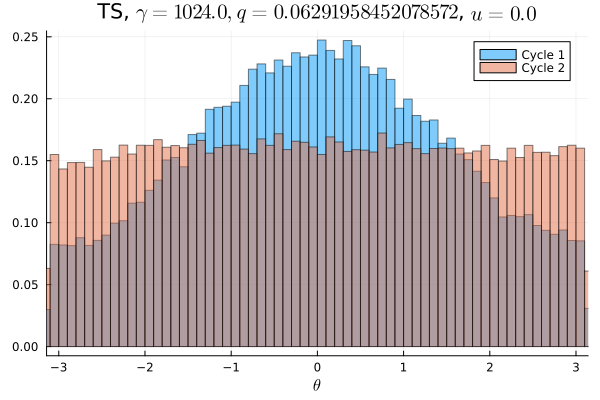 TS, γ = 1024.0, q = 0.06291958452078572, u = 0.0
0.25
Cycle 1
Cycle 2
0.20
0.15
0.10
0.05
0.00
−3 −2 −1 0 1 2 3
θ